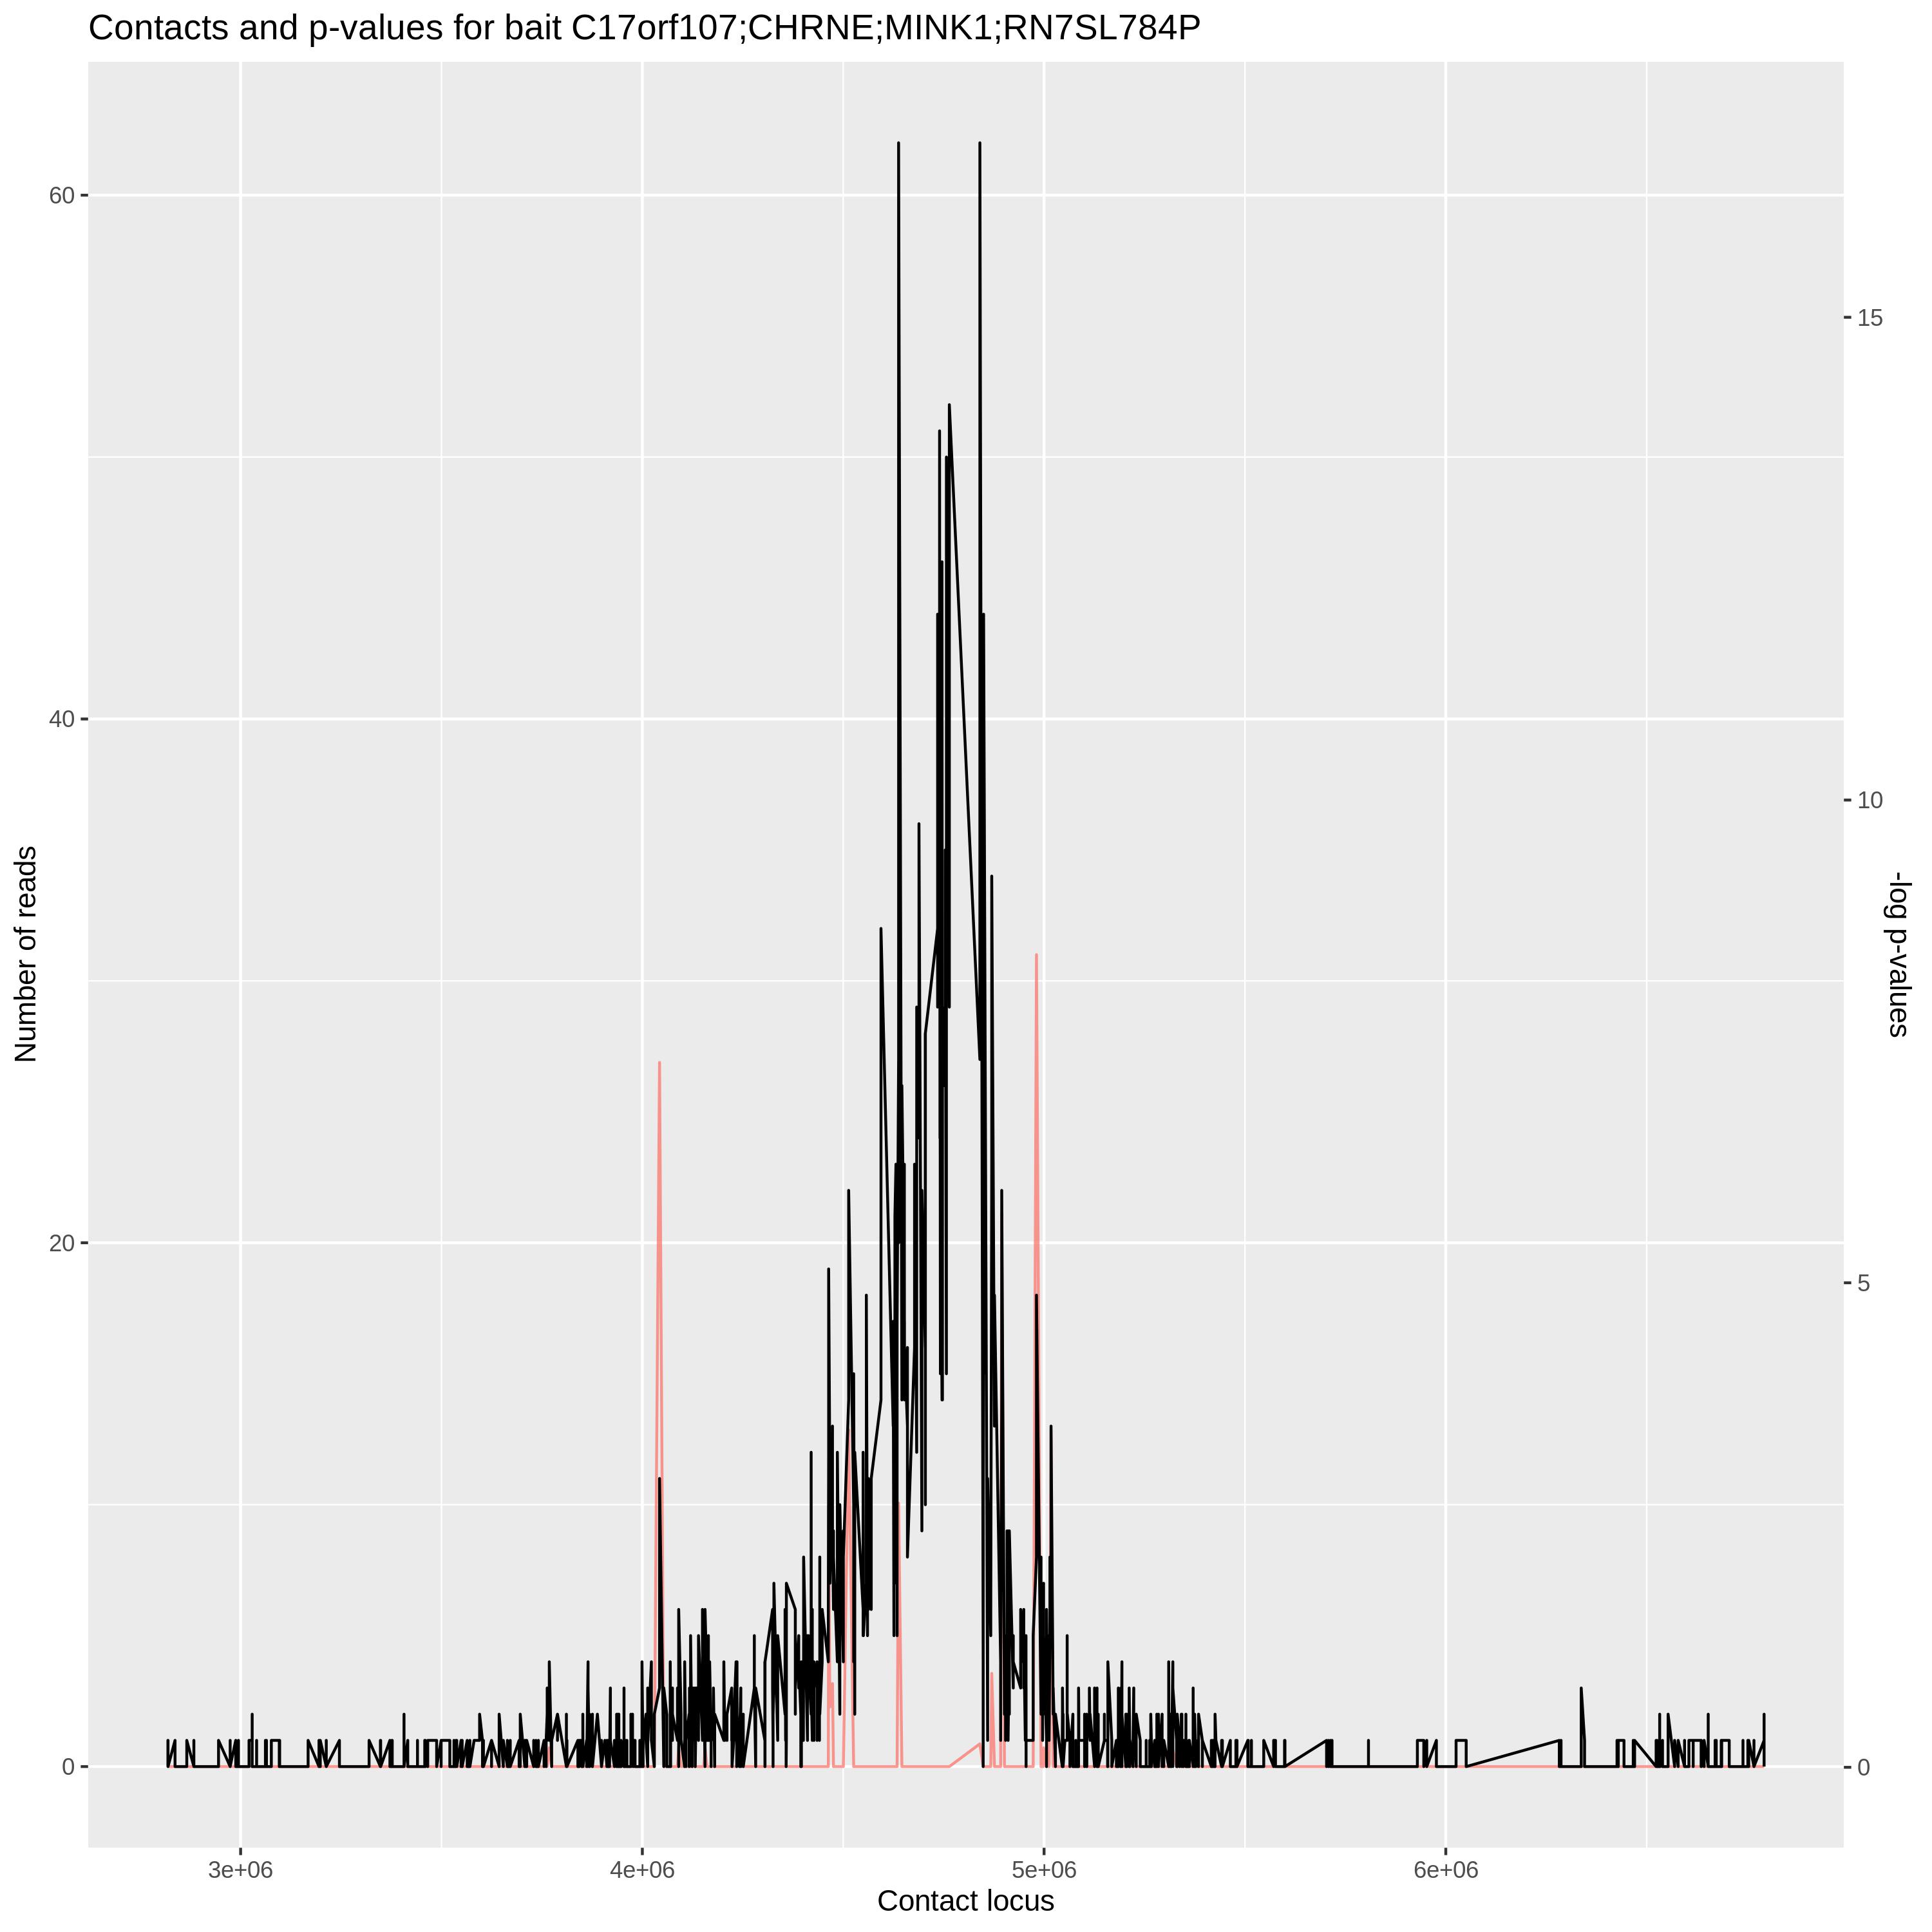 Contacts and p-values for bait C17orf107;CHRNE;MINK1;RN7SL784P
60
40
20
0
Number of reads
15
10
5
0
-log p-values
3e+06
4e+06
5e+06
6e+06
Contact locus